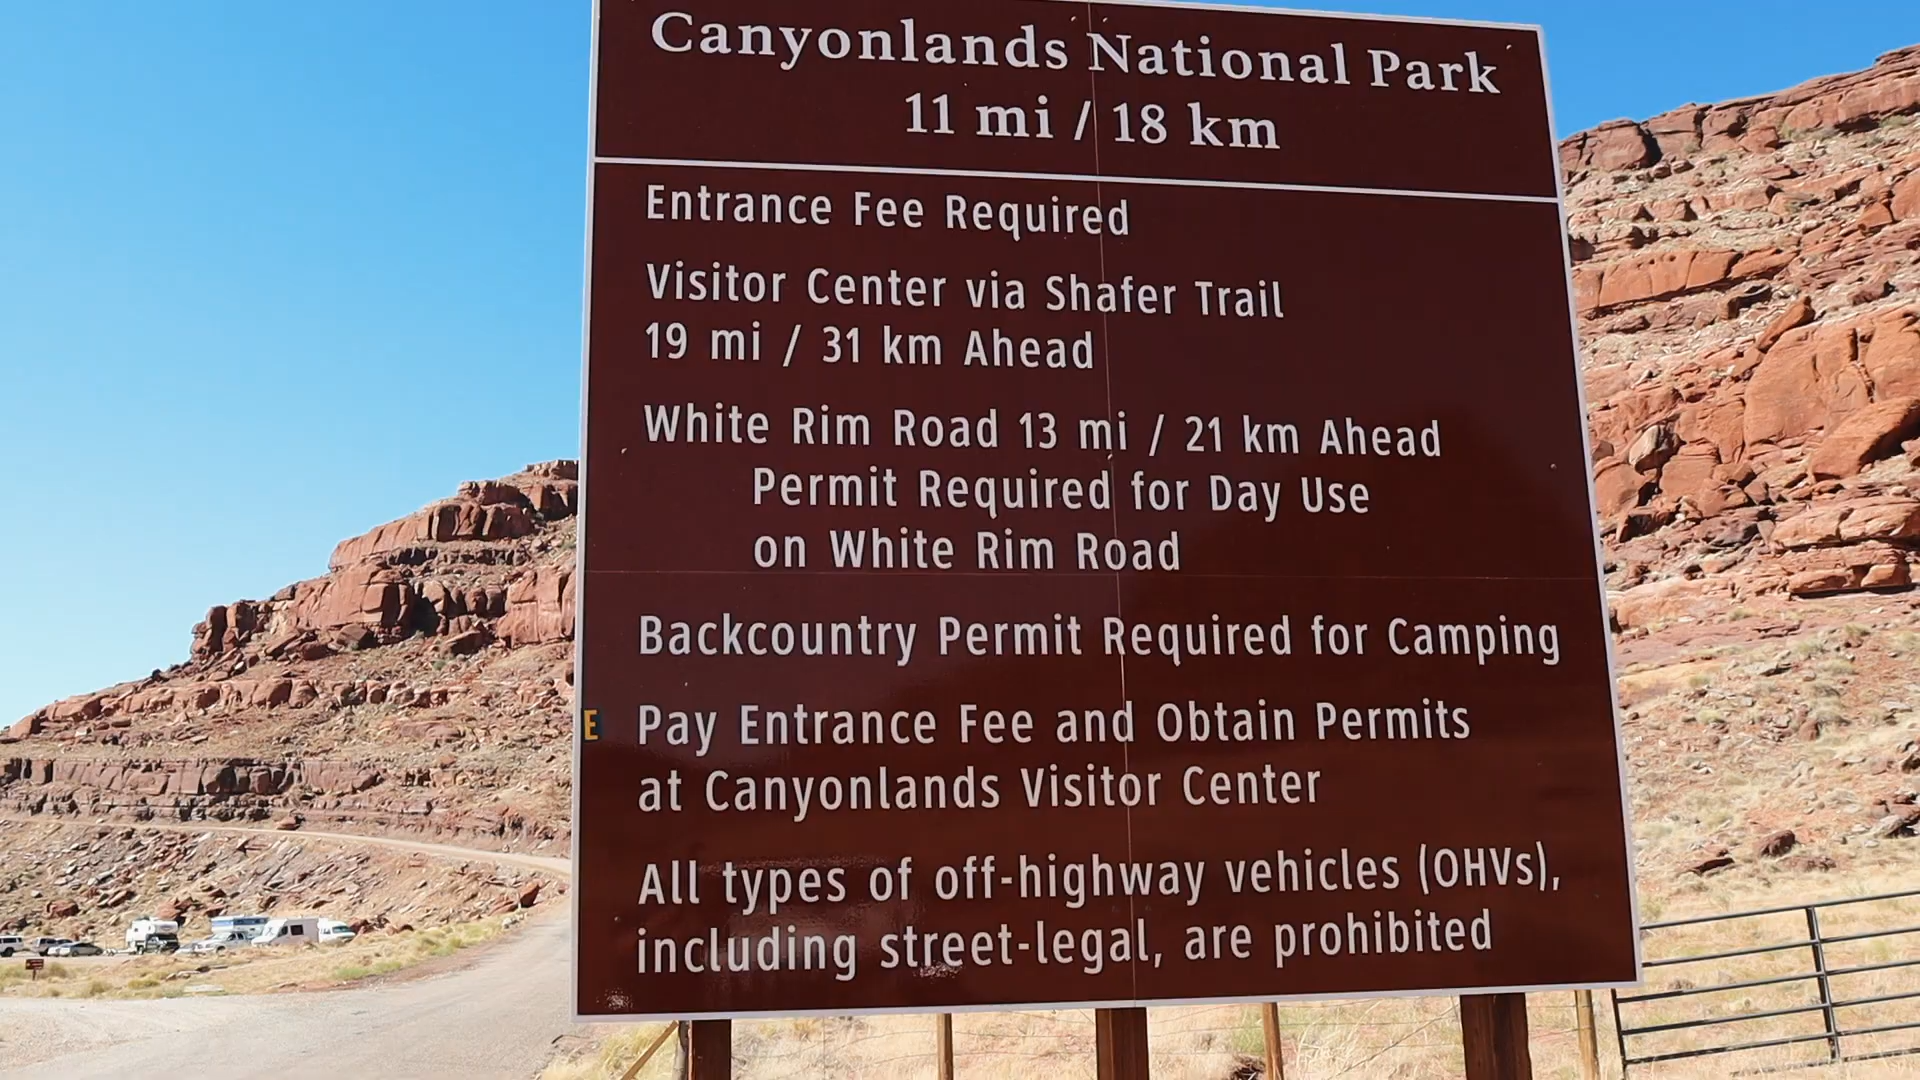 Canyonlands National Park
11 mi / 18 km
Entrance Fee Required
Visitor Center via Shafer Trail
19 mi / 31 km Ahead
White Rim Road 13 mi / 21 km Ahead
Permit Required for Day Use
on White Rim Road
Backcountry Permit Required for Camping
E
Pay Entrance Fee and Obtain Permits
at Canyonlands Visitor Center
All types of off-highway vehicles (OHVs),
including street-legal, are prohibited